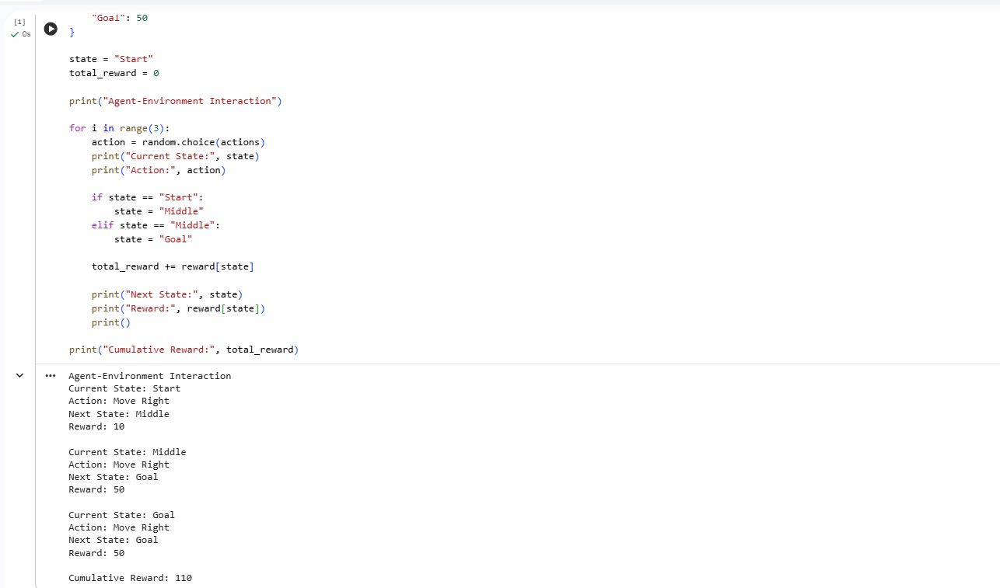 [1]
0s
"Goal": 50
}
state = "Start"
total_reward = 0
print("Agent-Environment Interaction")
for i in range(3):
    action = random.choice(actions)
    print("Current State:", state)
    print("Action:", action)
    if state == "Start":
        state = "Middle"
    elif state == "Middle":
        state = "Goal"
    total_reward += reward[state]
    print("Next State:", state)
    print("Reward:", reward[state])
    print()
print("Cumulative Reward:", total_reward)
Agent-Environment Interaction
Current State: Start
Action: Move Right
Next State: Middle
Reward: 10
Current State: Middle
Action: Move Right
Next State: Goal
Reward: 50
Current State: Goal
Action: Move Right
Next State: Goal
Reward: 50
Cumulative Reward: 110